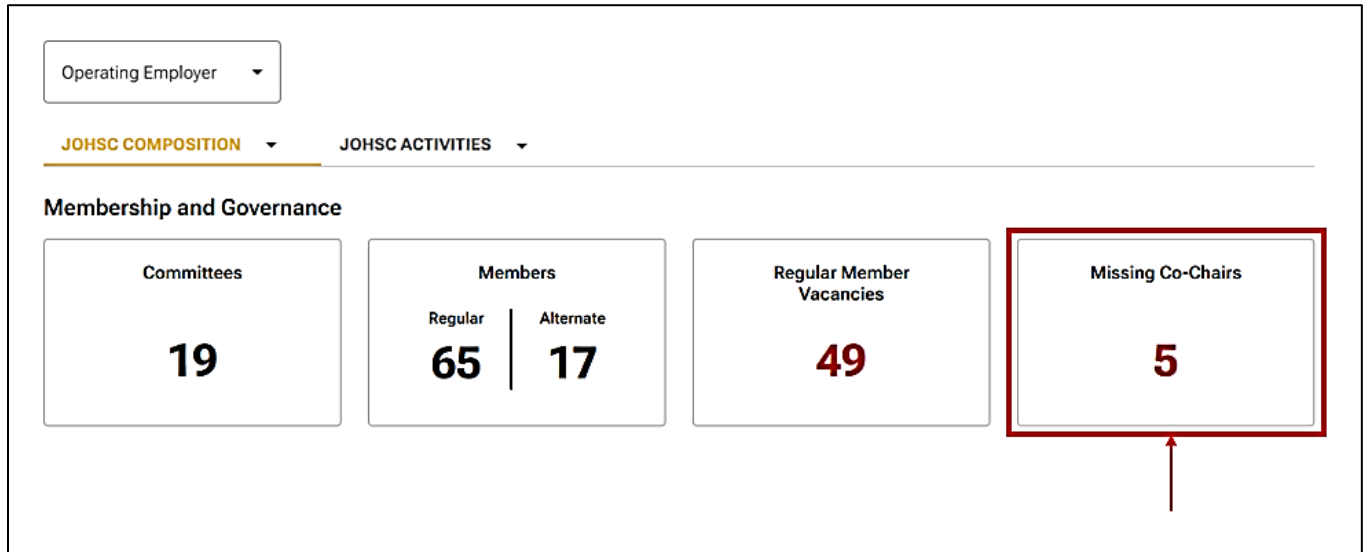 Operating Employer
JOHSC COMPOSITION JOHSC ACTIVITIES
Membership and Governance
Committees
19
Members
Regular Alternate
65 17
Regular Member
Vacancies
49
Missing Co-Chairs
5